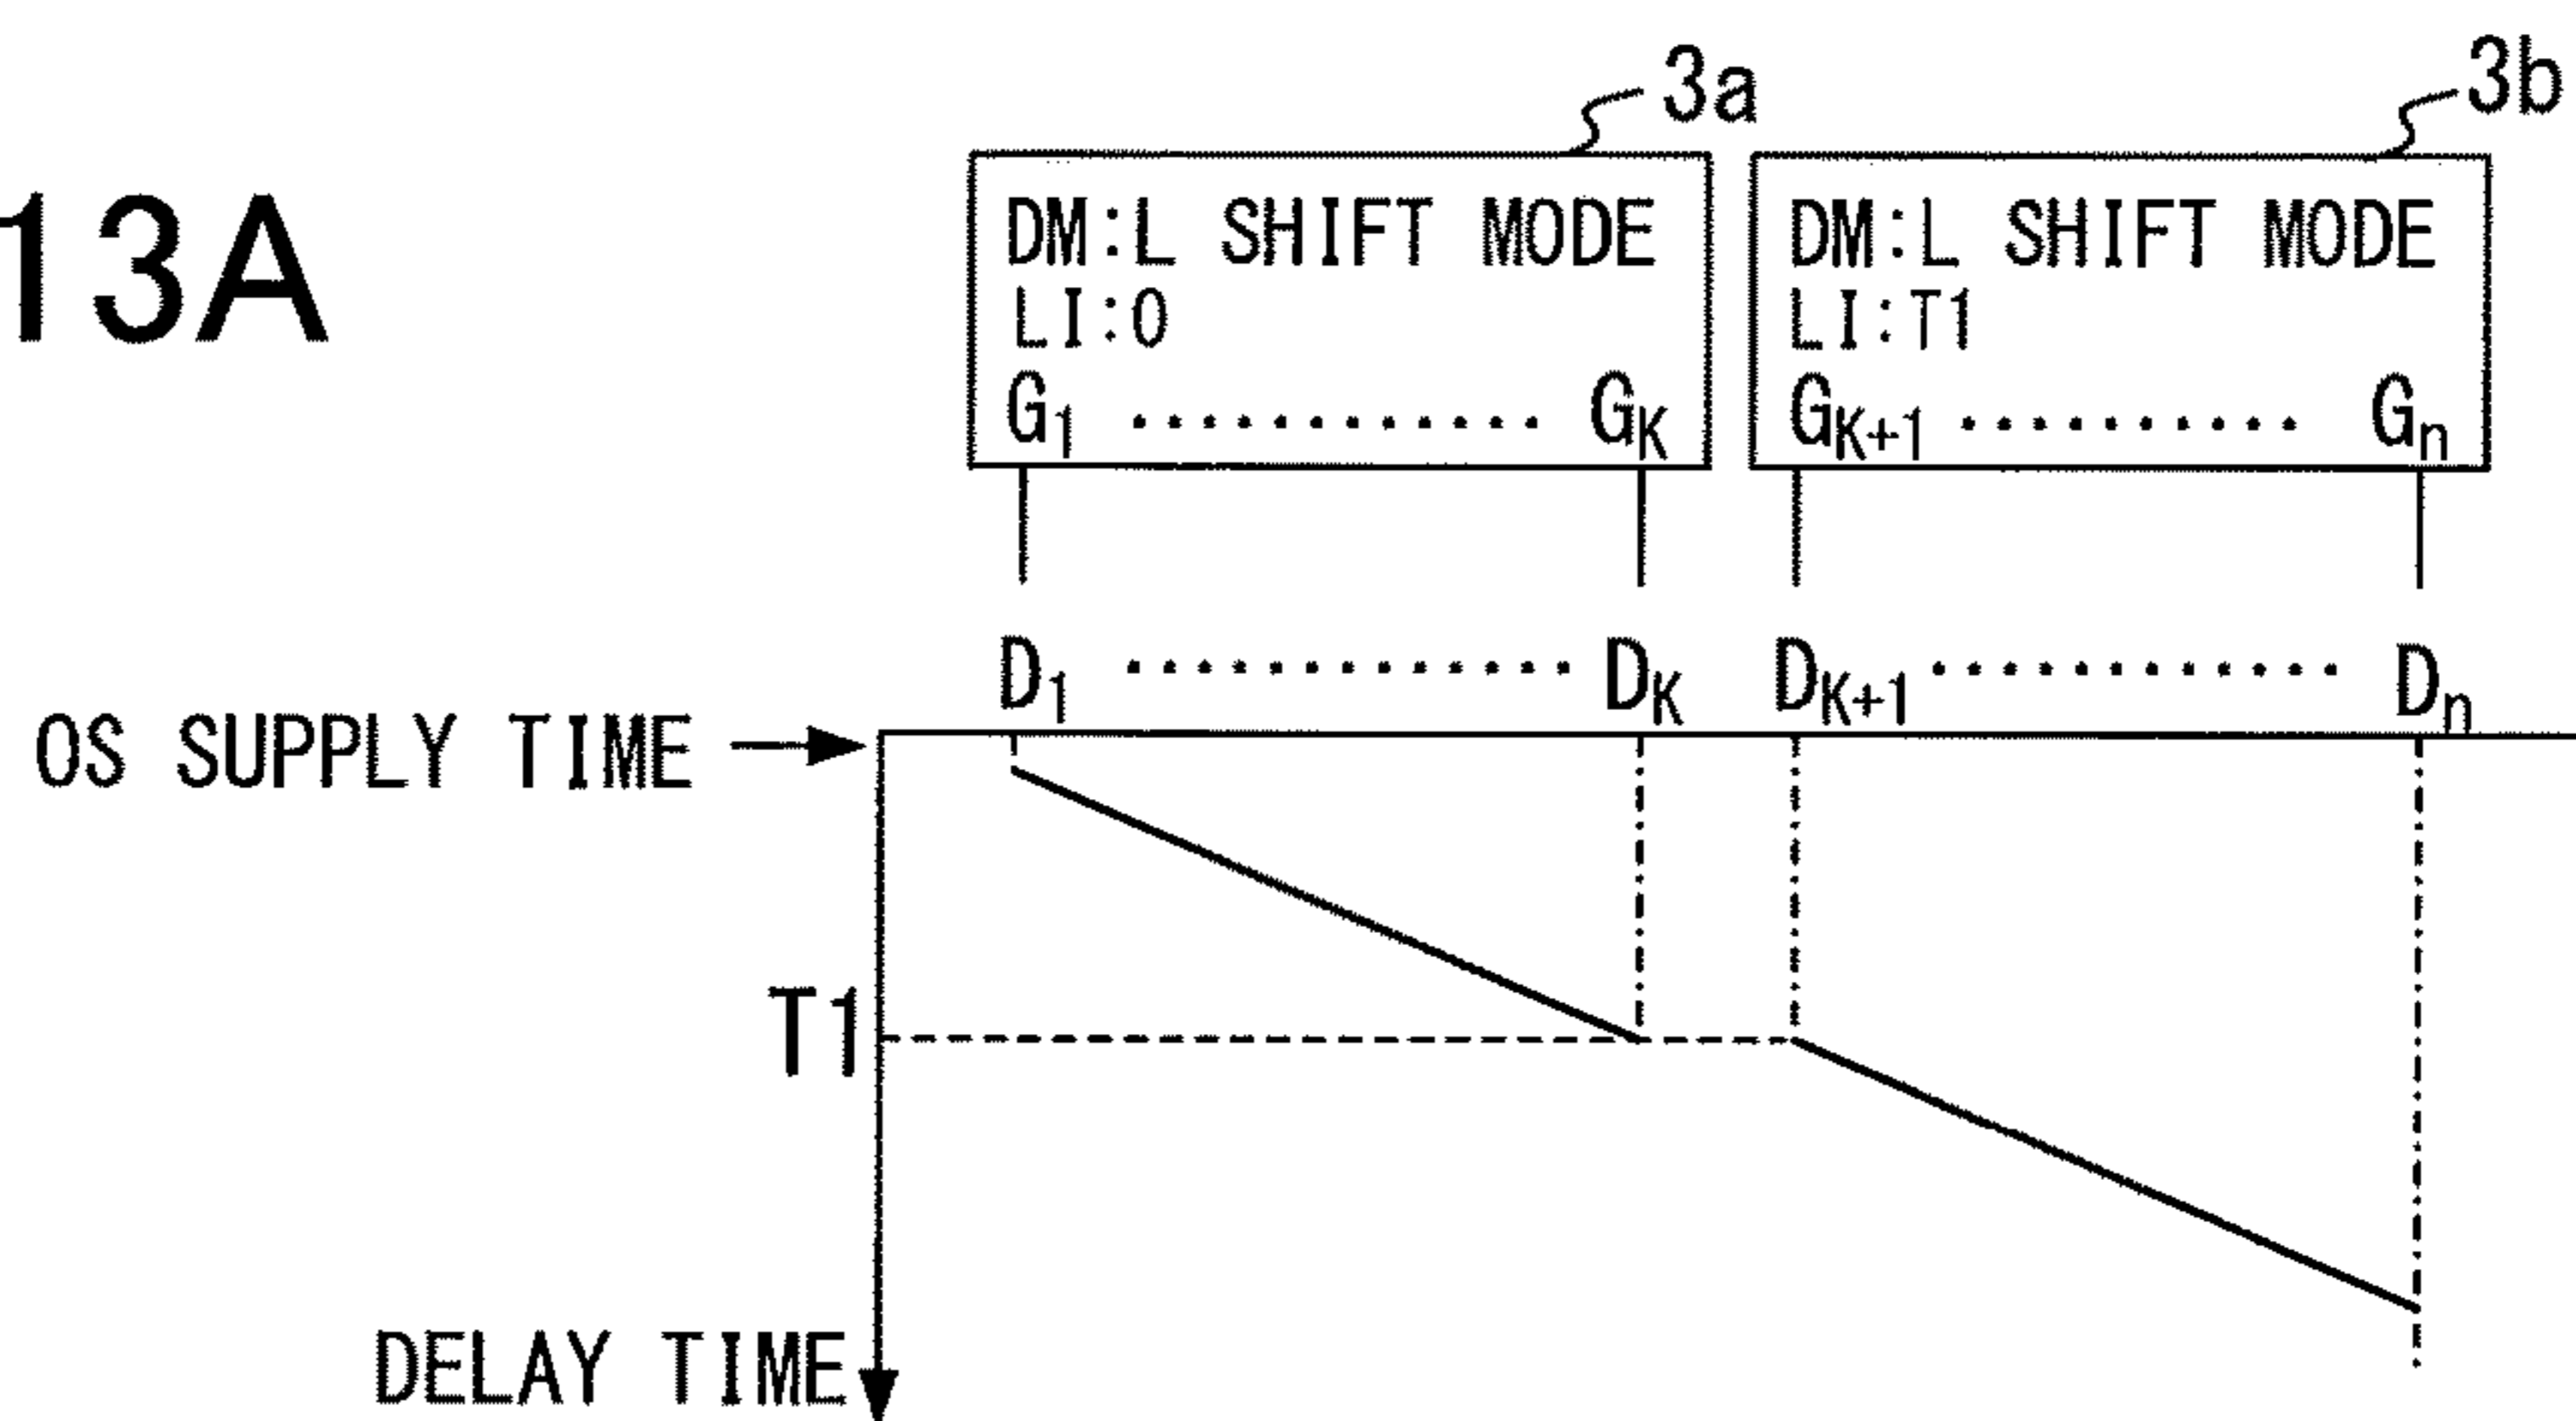 13A
3a
3b
DM:L SHIFT MODE
LI:0
G1 ............ GK
DM:L SHIFT MODE
LI:T1
GK+1 .......... Gn
D1 ............. DK DK+1 ............ Dn
OS SUPPLY TIME
T1
DELAY TIME